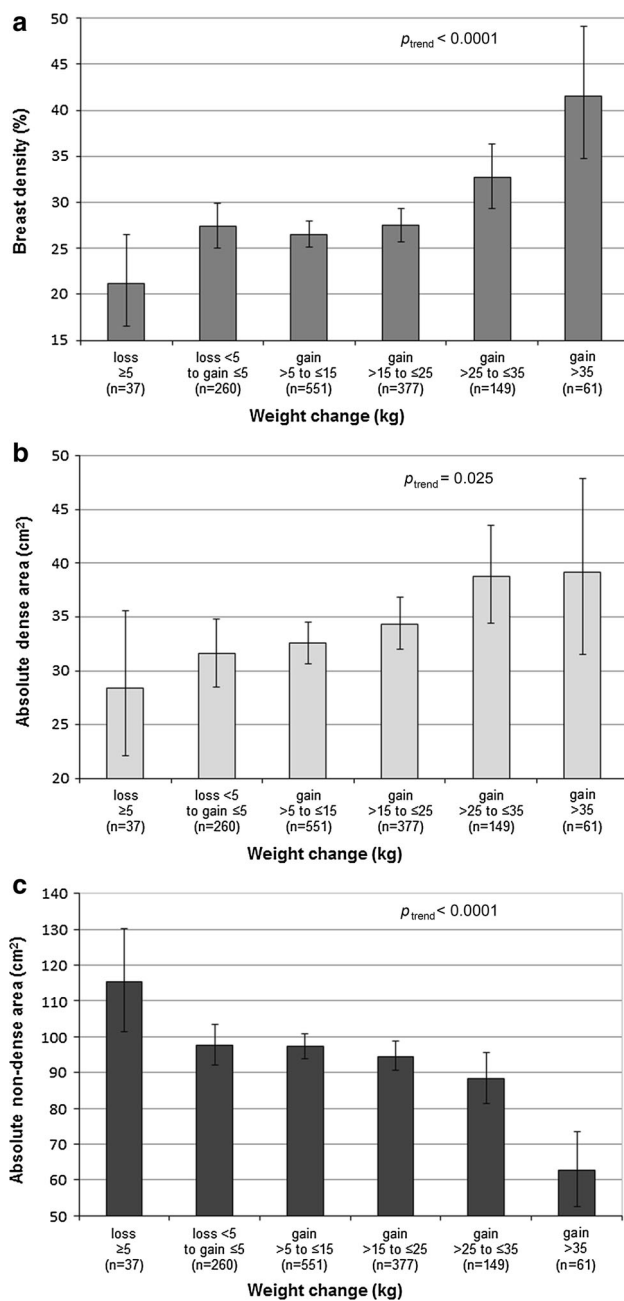 a
50
45
40
35
30
25
20
15
Breast density (%)
p trend < 0.0001
loss ≥5 (n=37)
loss <5 to gain ≤5 (n=260)
gain >5 to ≤15 (n=551)
gain >15 to ≤25 (n=377)
gain >25 to ≤35 (n=149)
gain >35 (n=61)
Weight change (kg)
b
50
45
40
35
30
25
20
Absolute dense area (cm²)
p trend = 0.025
loss ≥5 (n=37)
loss <5 to gain ≤5 (n=260)
gain >5 to ≤15 (n=551)
gain >15 to ≤25 (n=377)
gain >25 to ≤35 (n=149)
gain >35 (n=61)
Weight change (kg)
c
140
130
120
110
100
90
80
70
60
50
Absolute non-dense area (cm²)
p trend < 0.0001
loss ≥5 (n=37)
loss <5 to gain ≤5 (n=260)
gain >5 to ≤15 (n=551)
gain >15 to ≤25 (n=377)
gain >25 to ≤35 (n=149)
gain >35 (n=61)
Weight change (kg)